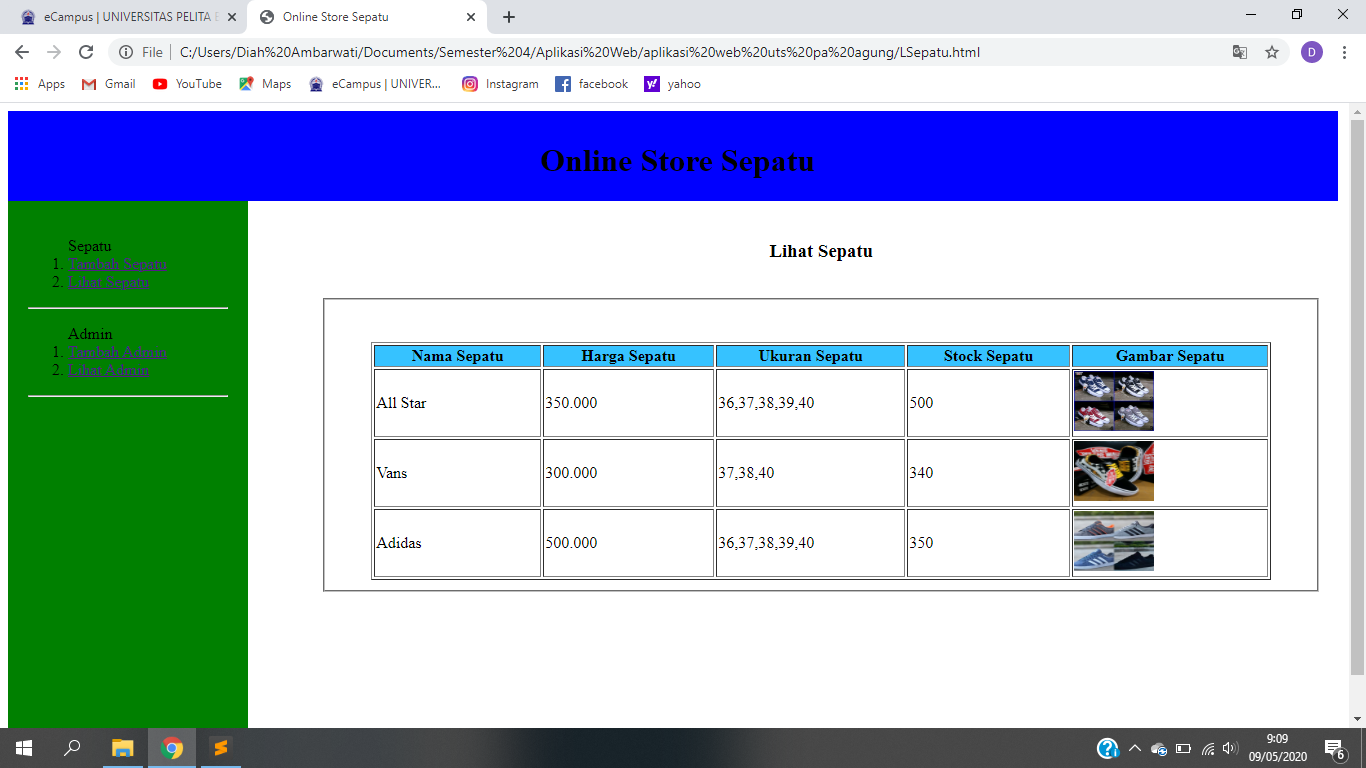 eCampus | UNIVERSITAS PELITA B
Online Store Sepatu
File
C:/Users/Diah%20Ambarwati/Documents/Semester%204/Aplikasi%20Web/aplikasi%20web%20uts%20pa%20agung/LSepatu.html
D
Apps
Gmail
YouTube
Maps
eCampus | UNIVER...
Instagram
facebook
yahoo
Online Store Sepatu
Sepatu
1. Tambah Sepatu
2. Lihat Sepatu
Admin
1. Tambah Admin
2. Lihat Admin
Lihat Sepatu
Nama Sepatu Harga Sepatu Ukuran Sepatu Stock Sepatu Gambar Sepatu
All Star 350.000 36,37,38,39,40 500
Vans 300.000 37,38,40 340
Adidas 500.000 36,37,38,39,40 350
9:09
09/05/2020
6